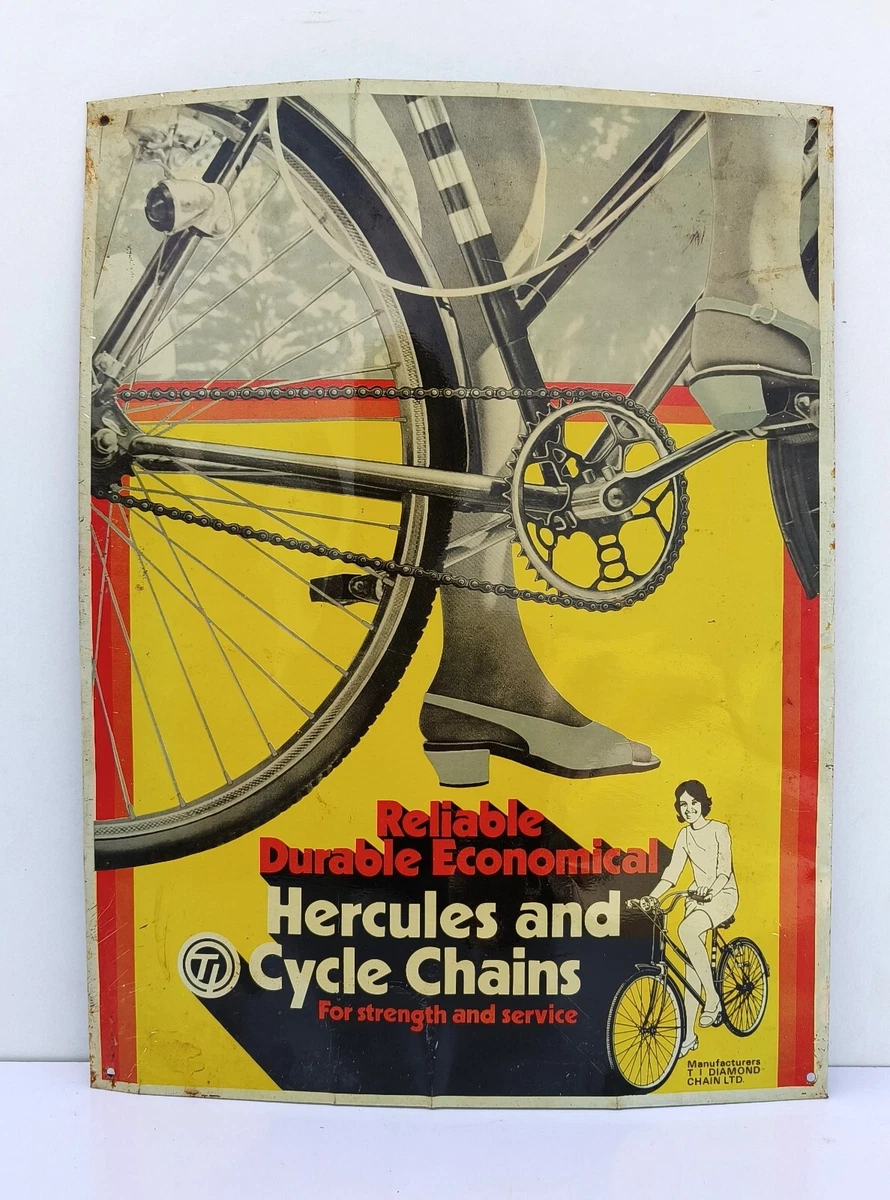 Reliable
Durable Economical
Hercules and
TI Cycle Chains
For strength and service
Manufacturers
T I DIAMOND
CHAIN LTD.